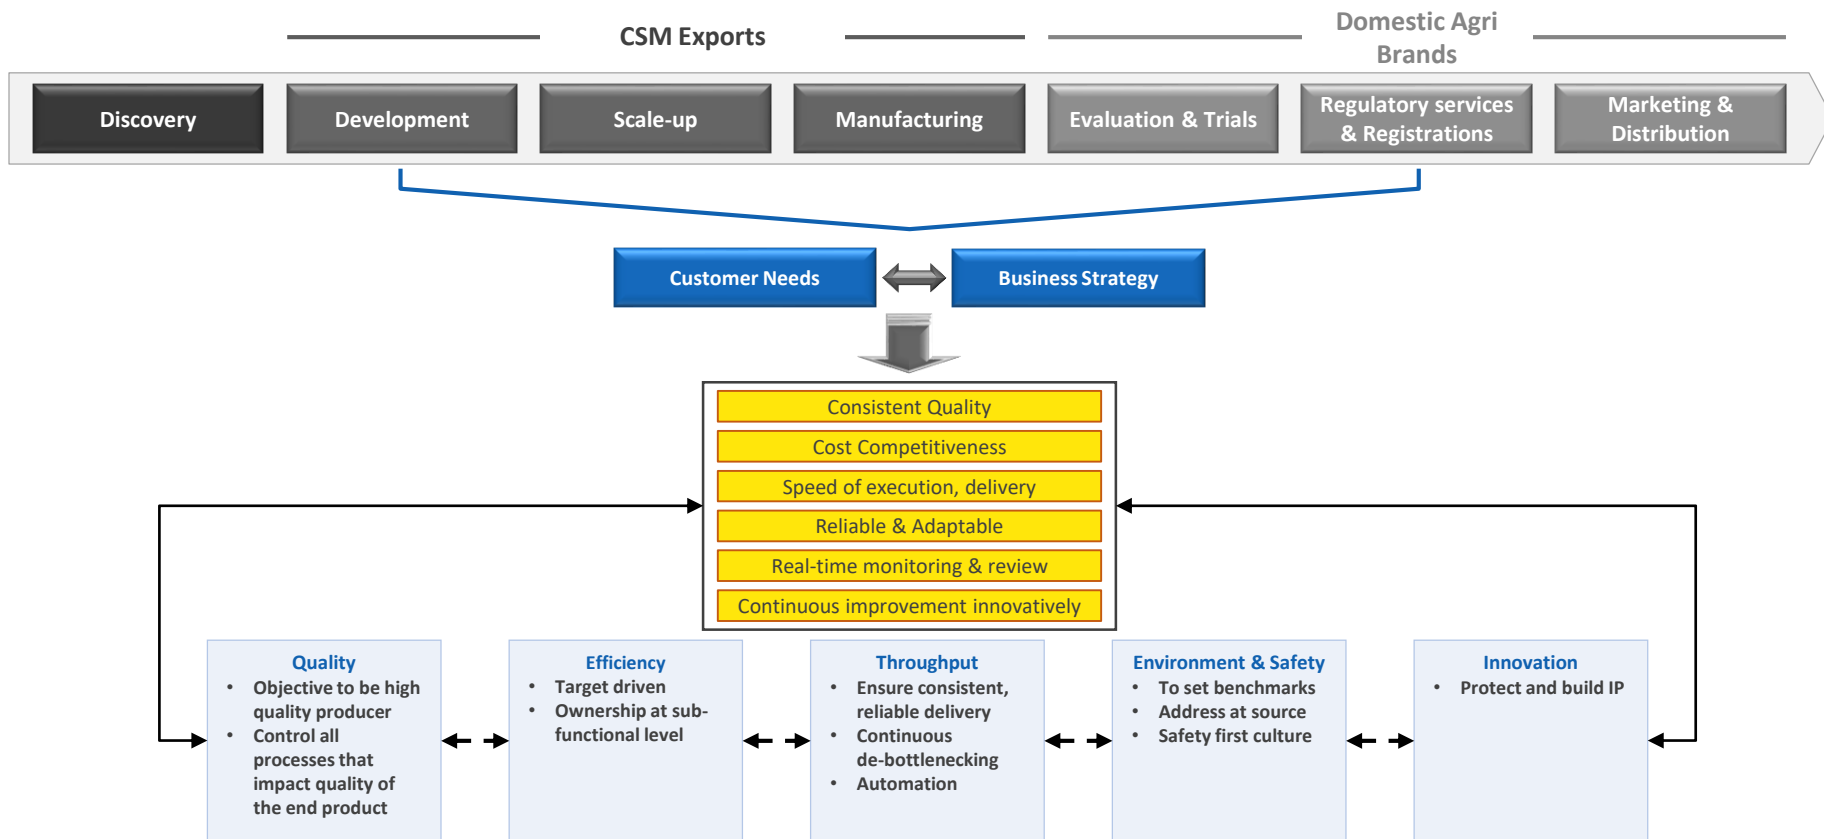 CSM Exports
Domestic Agri
Brands
Discovery
Development
Scale-up
Manufacturing
Evaluation & Trials
Regulatory services
& Registrations
Marketing &
Distribution
Customer Needs
Business Strategy
Consistent Quality
Cost Competitiveness
Speed of execution, delivery
Reliable & Adaptable
Real-time monitoring & review
Continuous improvement innovatively
Quality
• Objective to be high
quality producer
• Control all
processes that
impact quality of
the end product
Efficiency
• Target driven
• Ownership at sub-
functional level
Throughput
• Ensure consistent,
reliable delivery
• Continuous
de-bottlenecking
• Automation
Environment & Safety
• To set benchmarks
• Address at source
• Safety first culture
Innovation
• Protect and build IP